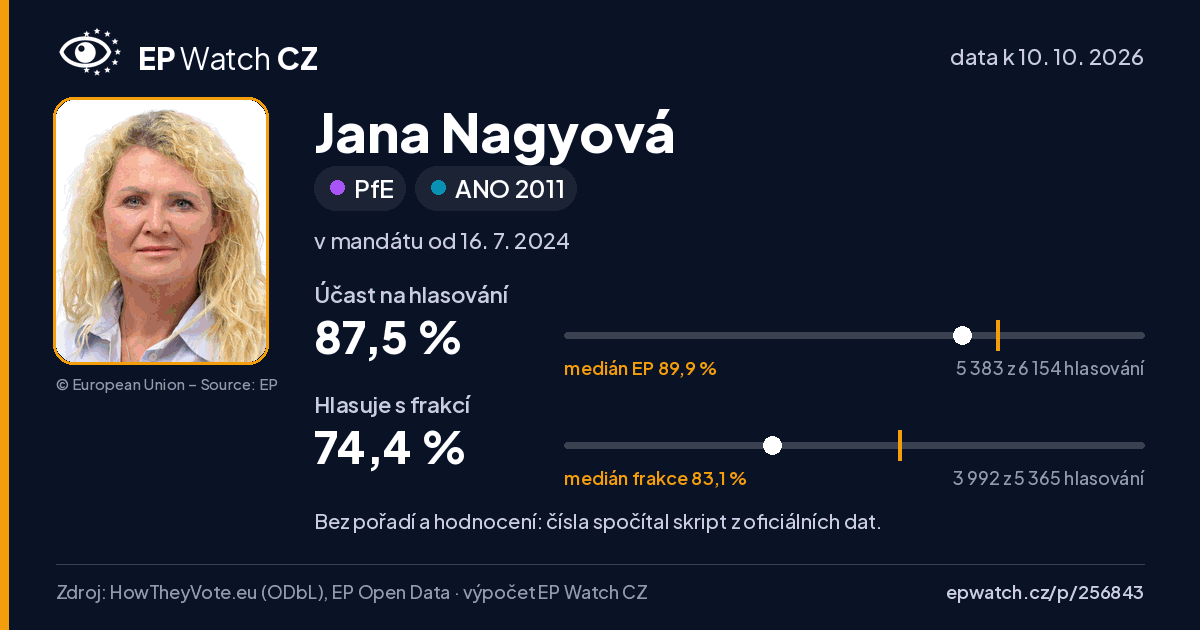 EP Watch CZ
data k 10. 10. 2026
Jana Nagyová
PfE
ANO 2011
v mandátu od 16. 7. 2024
© European Union – Source: EP
Účast na hlasování
87,5 %
medián EP 89,9 %
5 383 z 6 154 hlasování
Hlasuje s frakcí
74,4 %
medián frakce 83,1 %
3 992 z 5 365 hlasování
Bez pořadí a hodnocení: čísla spočítal skript z oficiálních dat.
Zdroj: HowTheyVote.eu (ODbL), EP Open Data · výpočet EP Watch CZ
epwatch.cz/p/256843